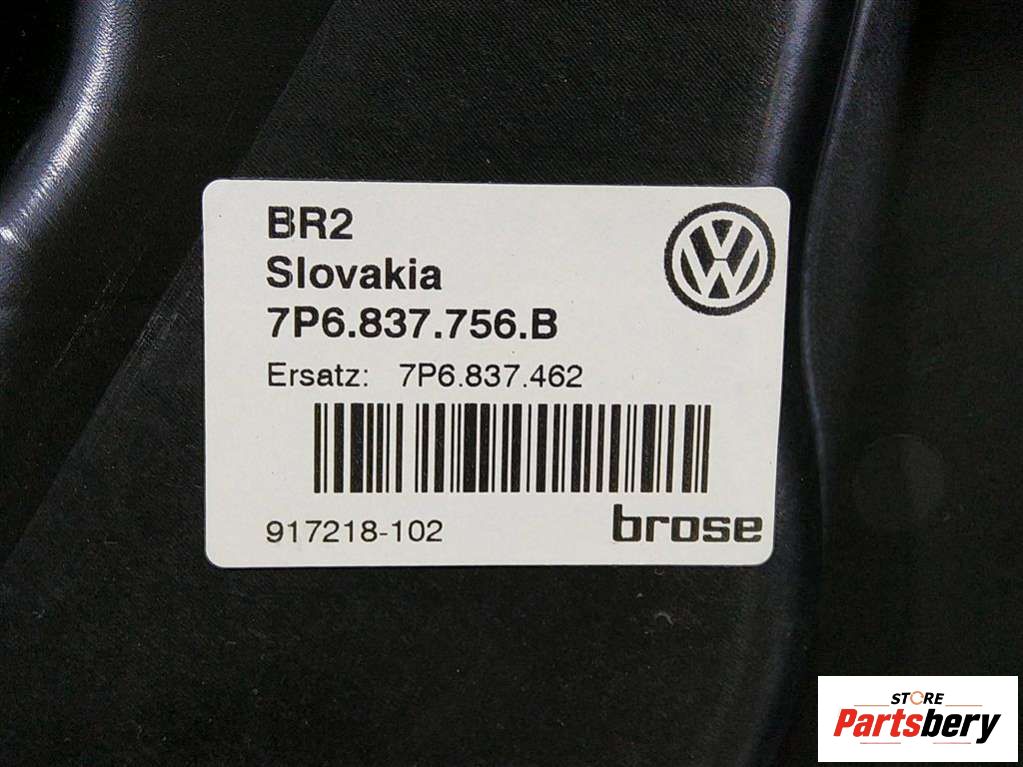 BR2
Slovakia
7P6.837.756.B
Ersatz: 7P6.837.462
917218-102
brose
STORE
Partsbery